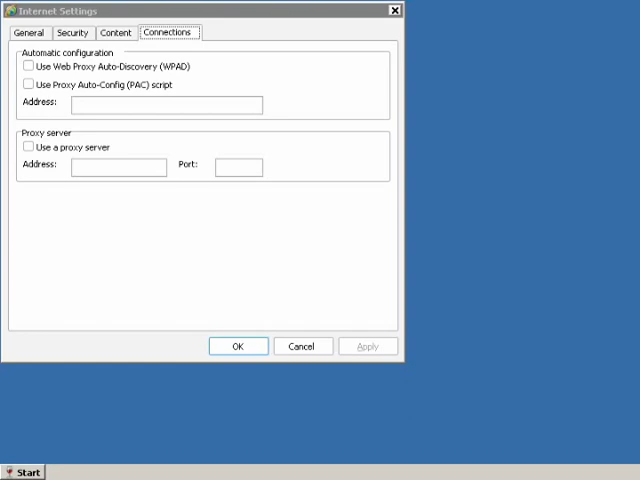 Internet Settings
General Security Content Connections
Automatic configuration
Use Web Proxy Auto-Discovery (WPAD)
Use Proxy Auto-Config (PAC) script
Address:
Proxy server
Use a proxy server
Address: Port:
OK Cancel Apply
Start